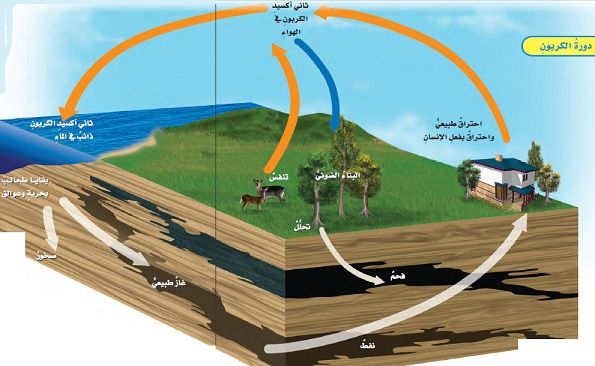 دورةُ الكربون
ثاني أكسيد
الكربون في
الهواءِ
ثاني أكسيد الكربون
ذائبٌ في الماءِ
احتراقٌ طبيعيٌّ
واحتراقٌ بفعل الإنسانِ
تنفسٌ
البناءُ الضوئيُّ
بقايا طحالب
بحرية وعوالق
تحلُّلٌ
صخورٌ
غازٌ طبيعيٌّ
فحمٌ
نفطٌ